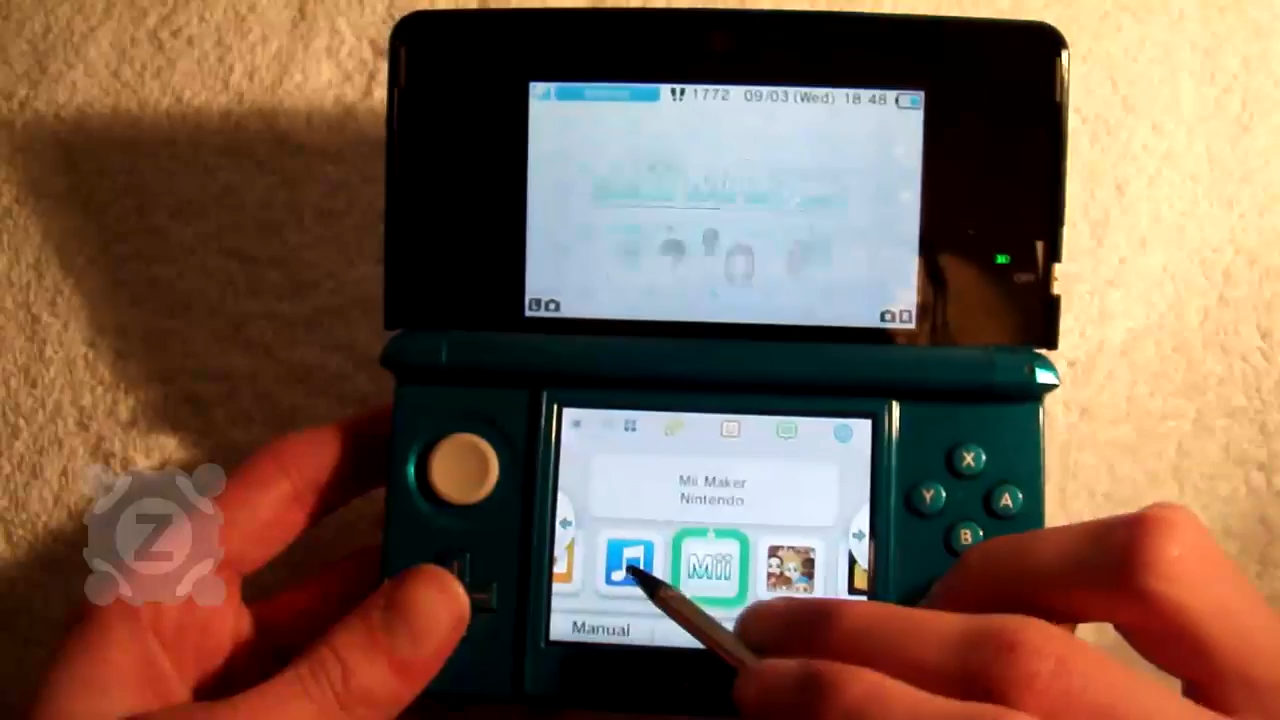 1772 09/03 (Wed) 18:48
L R
Mii Maker
Nintendo
Mii
Manual
X
Y A
B
Z